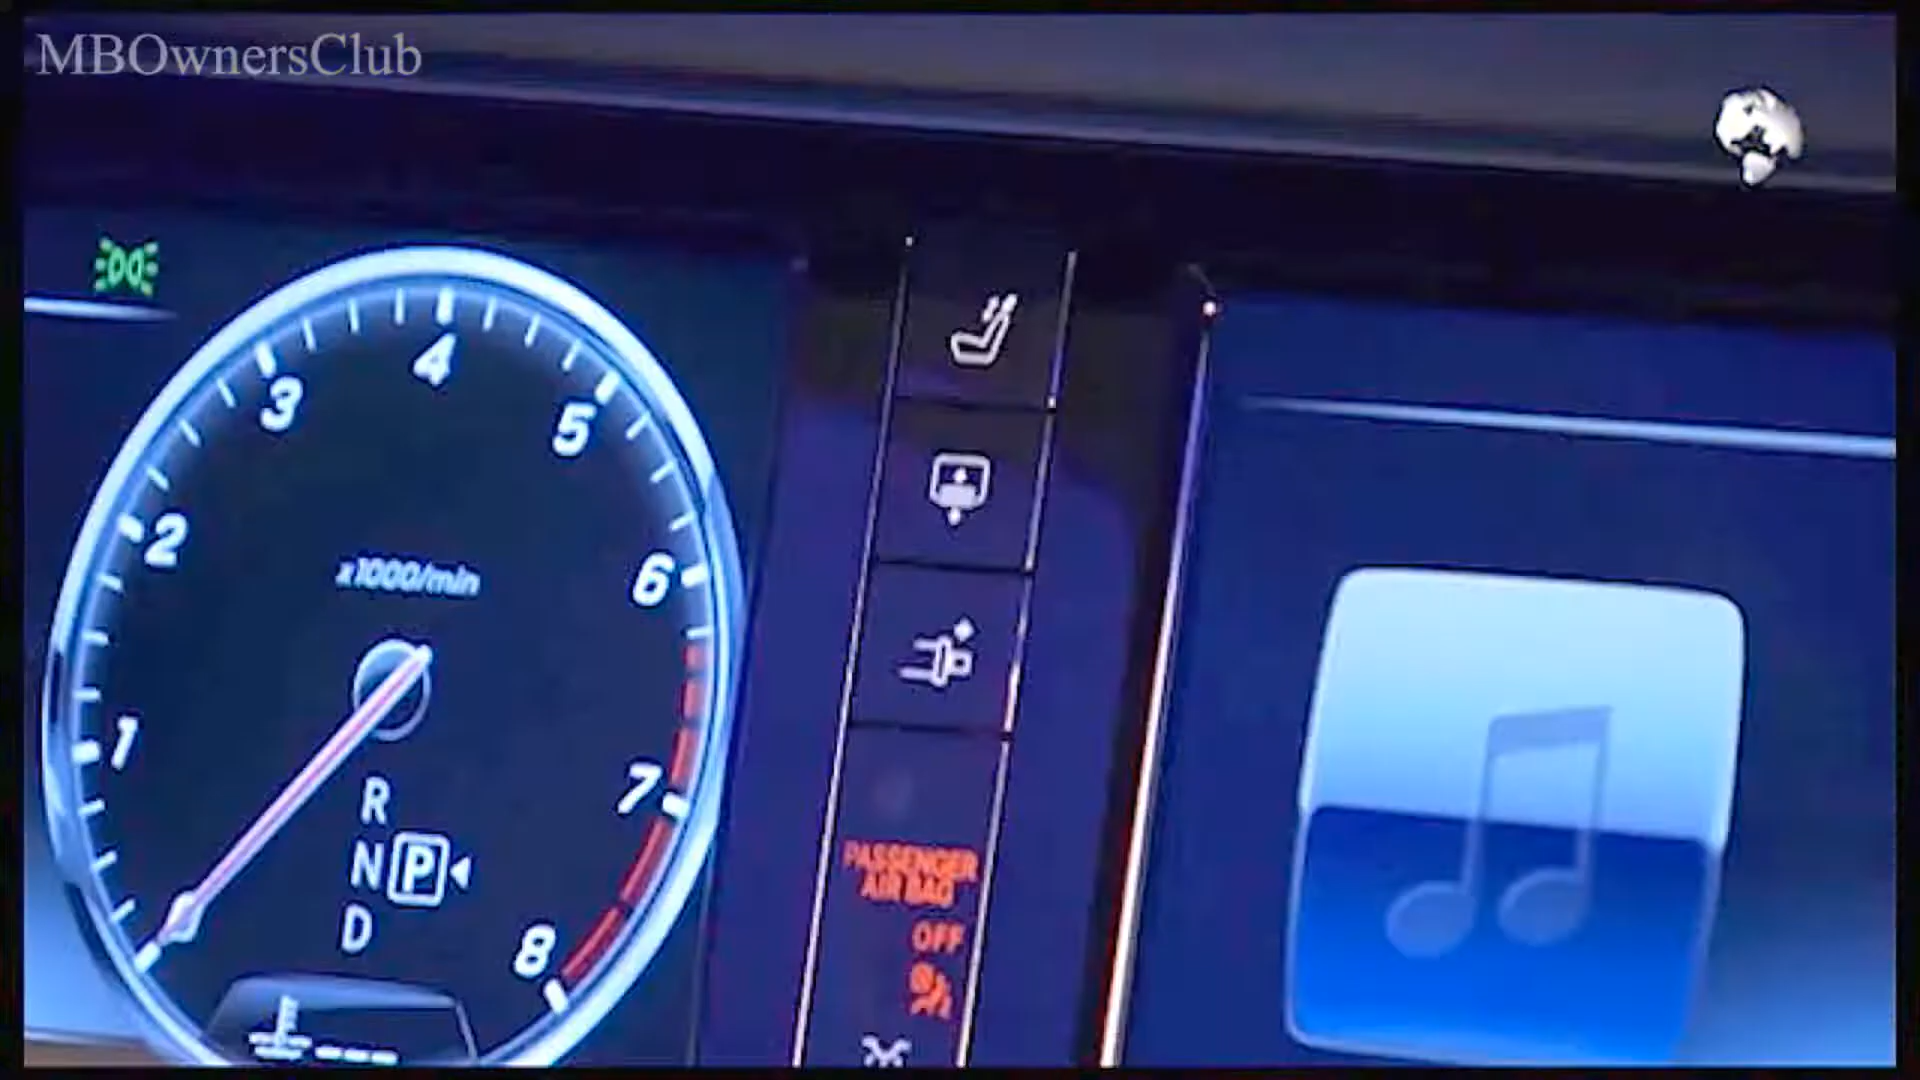 MBOwnersClub
4
3
5
2
x1000/min
6
1
7
R
N P
D
8
PASSENGER
AIR BAG
OFF